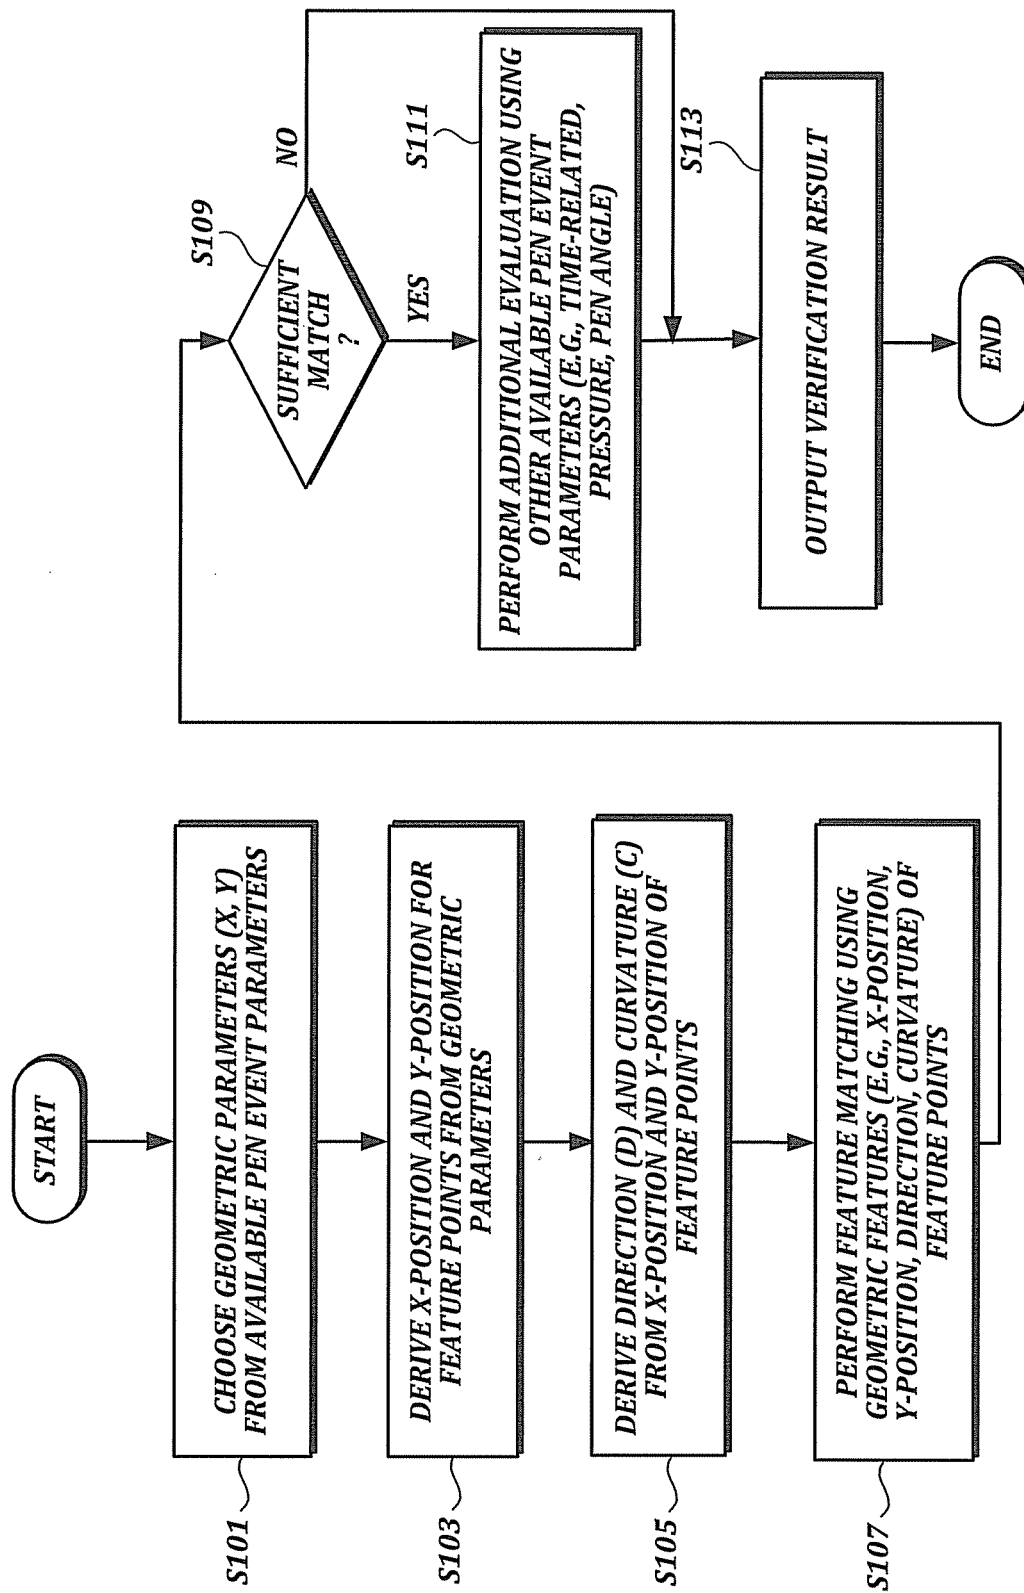 START
S101
CHOOSE GEOMETRIC PARAMETERS (X, Y)
FROM AVAILABLE PEN EVENT PARAMETERS
S103
DERIVE X-POSITION AND Y-POSITION FOR
FEATURE POINTS FROM GEOMETRIC
PARAMETERS
S105
DERIVE DIRECTION (D) AND CURVATURE (C)
FROM X-POSITION AND Y-POSITION OF
FEATURE POINTS
S107
PERFORM FEATURE MATCHING USING
GEOMETRIC FEATURES (E.G., X-POSITION,
Y-POSITION, DIRECTION, CURVATURE) OF
FEATURE POINTS
S109
SUFFICIENT
MATCH
?
NO
YES
S111
PERFORM ADDITIONAL EVALUATION USING
OTHER AVAILABLE PEN EVENT
PARAMETERS (E.G., TIME-RELATED,
PRESSURE, PEN ANGLE)
S113
OUTPUT VERIFICATION RESULT
END